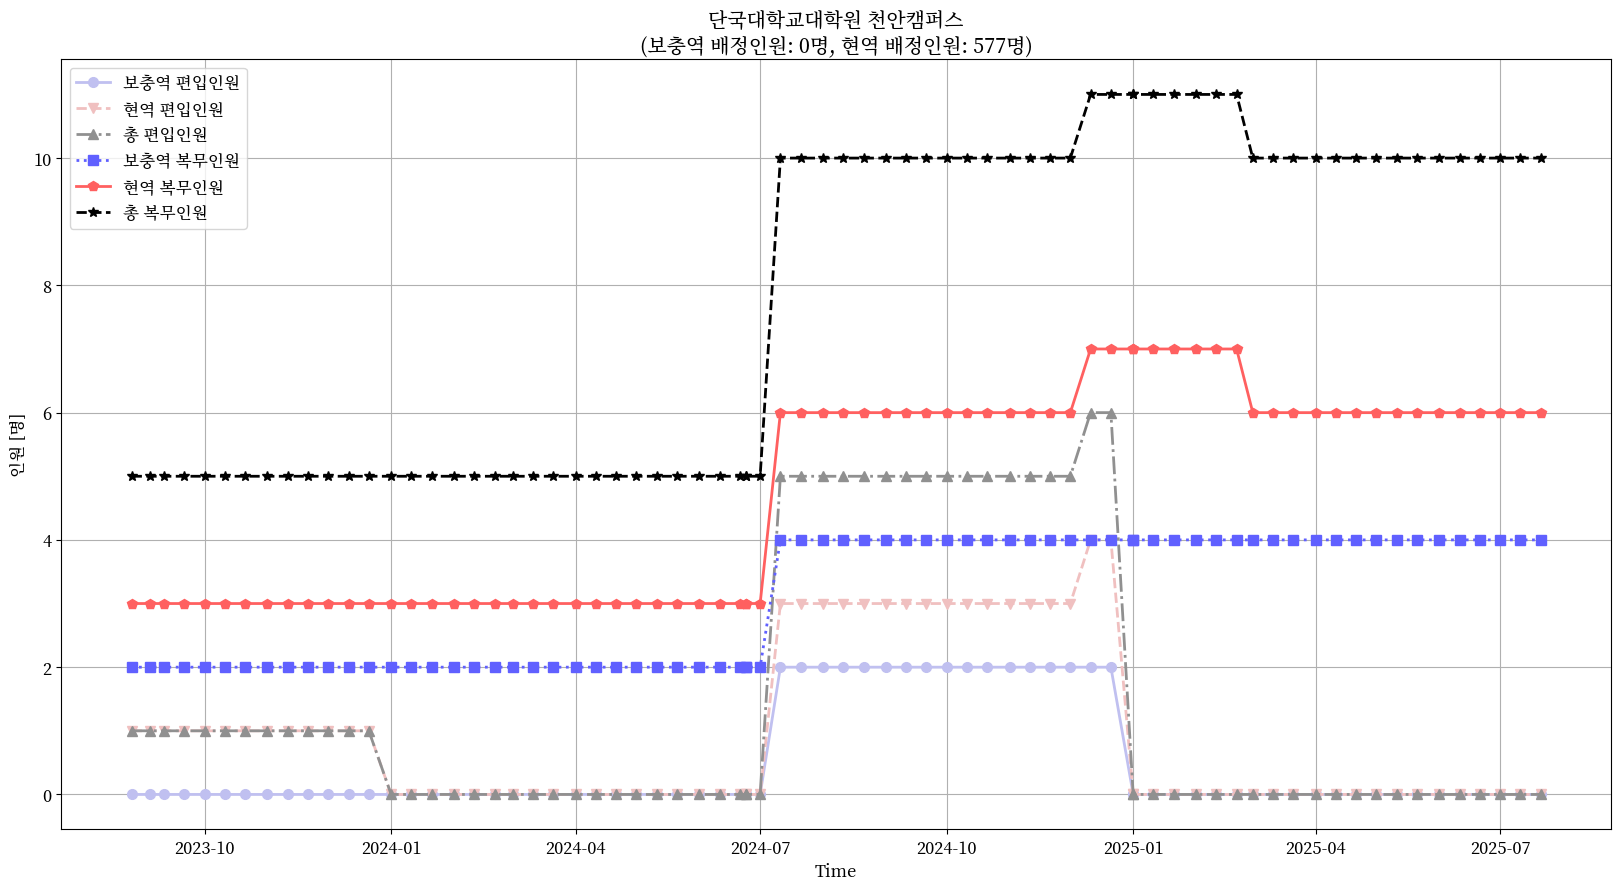 단국대학교대학원 천안캠퍼스
(보충역 배정인원: 0명, 현역 배정인원: 577명)
보충역 편입인원
현역 편입인원
총 편입인원
보충역 복무인원
현역 복무인원
총 복무인원
인원 [명]
10
8
6
4
2
0
2023-10
2024-01
2024-04
2024-07
2024-10
2025-01
2025-04
2025-07
Time